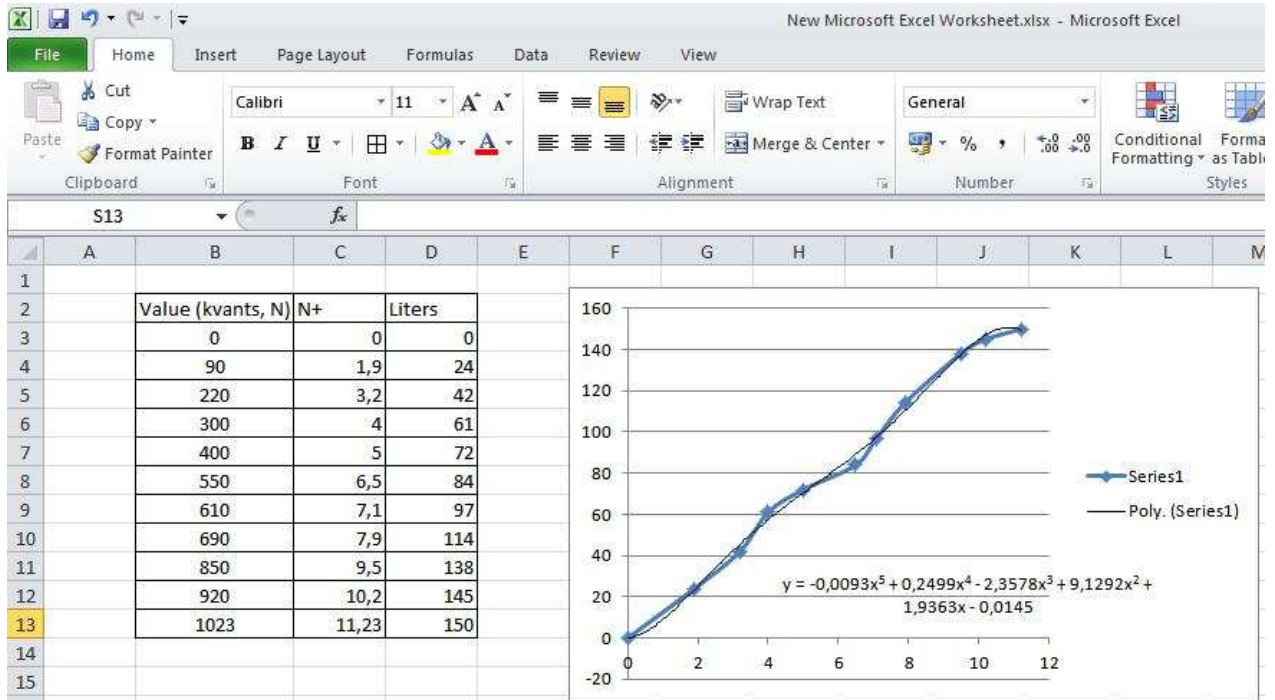 New Microsoft Excel Worksheet.xlsx - Microsoft Excel
File Home Insert Page Layout Formulas Data Review View
Paste
Cut
Copy
Format Painter
Calibri 11 A A
B I U A
Wrap Text
Merge & Center
General
% , .0 .00 .00 .0
Conditional Formatting
as Table
Clipboard Font Alignment Number Styles
S13 fx
A B C D E F G H I J K L M
1
2 Value (kvants, N) N+ Liters
3 0 0 0
4 90 1,9 24
5 220 3,2 42
6 300 4 61
7 400 5 72
8 550 6,5 84
9 610 7,1 97
10 690 7,9 114
11 850 9,5 138
12 920 10,2 145
13 1023 11,23 150
14
15
160
140
120
100
80
60
40
20
0
-20
0 2 4 6 8 10 12
Series1
Poly. (Series1)
y = -0,0093x⁵ + 0,2499x⁴ - 2,3578x³ + 9,1292x² +
1,9363x - 0,0145